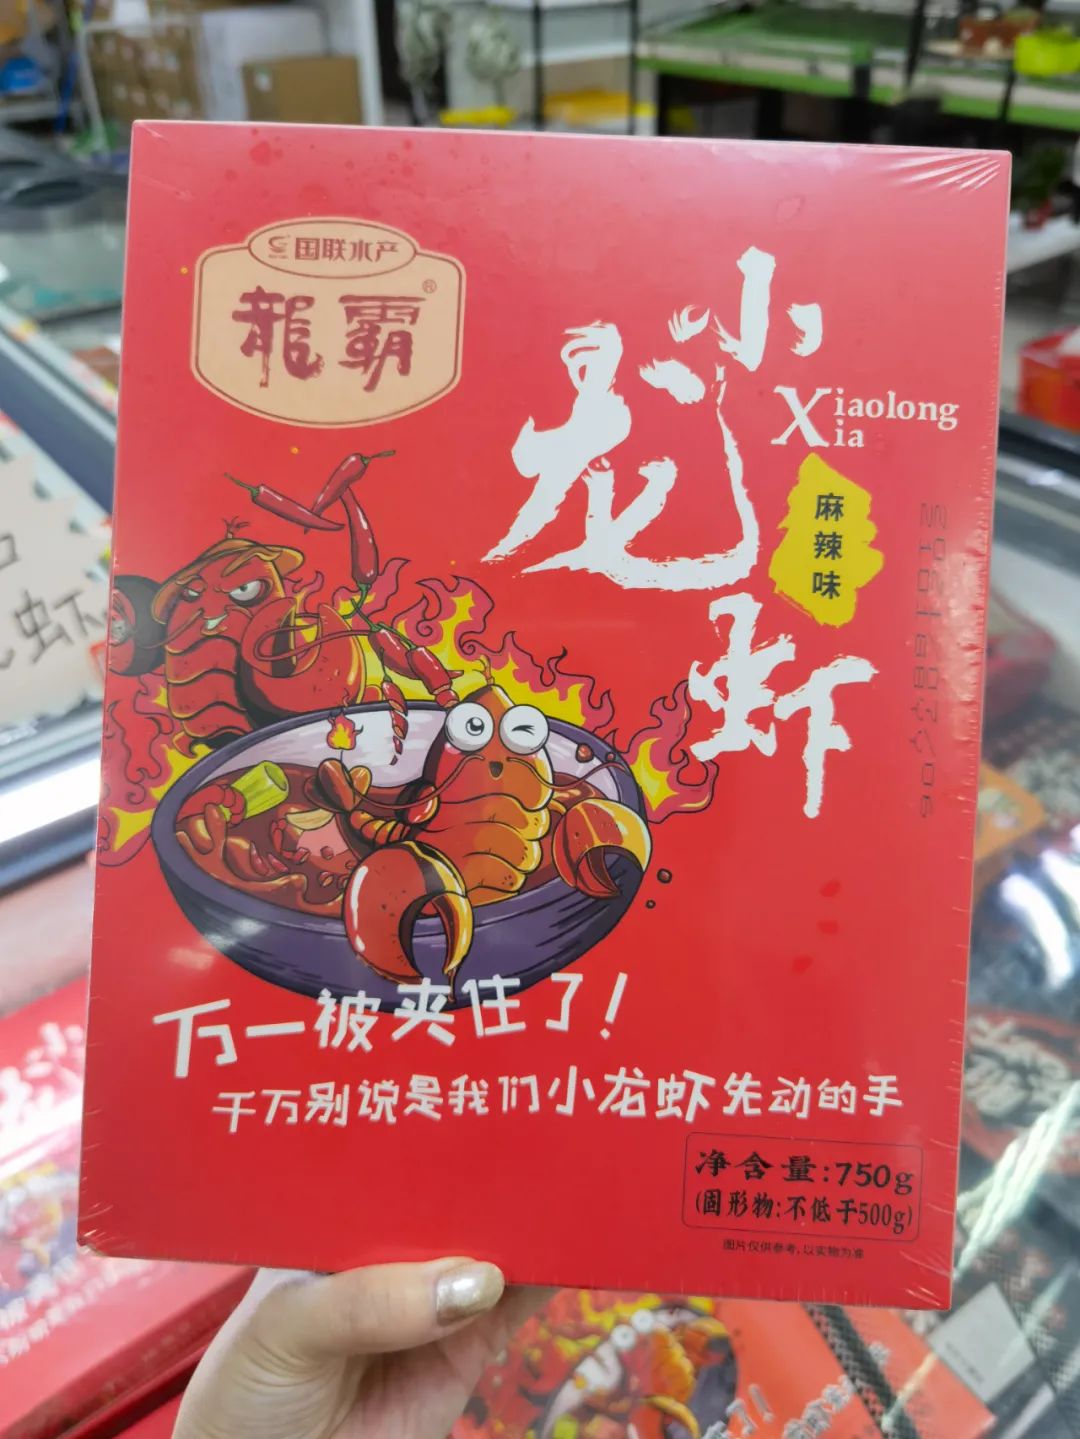 国联水产
龍霸®
小龙虾
Xiaolong
Xia
麻辣味
万一被夹住了!
千万别说是我们小龙虾先动的手
净含量:750g
(固形物:不低于500g)
图片仅供参考,以实物为准
虾